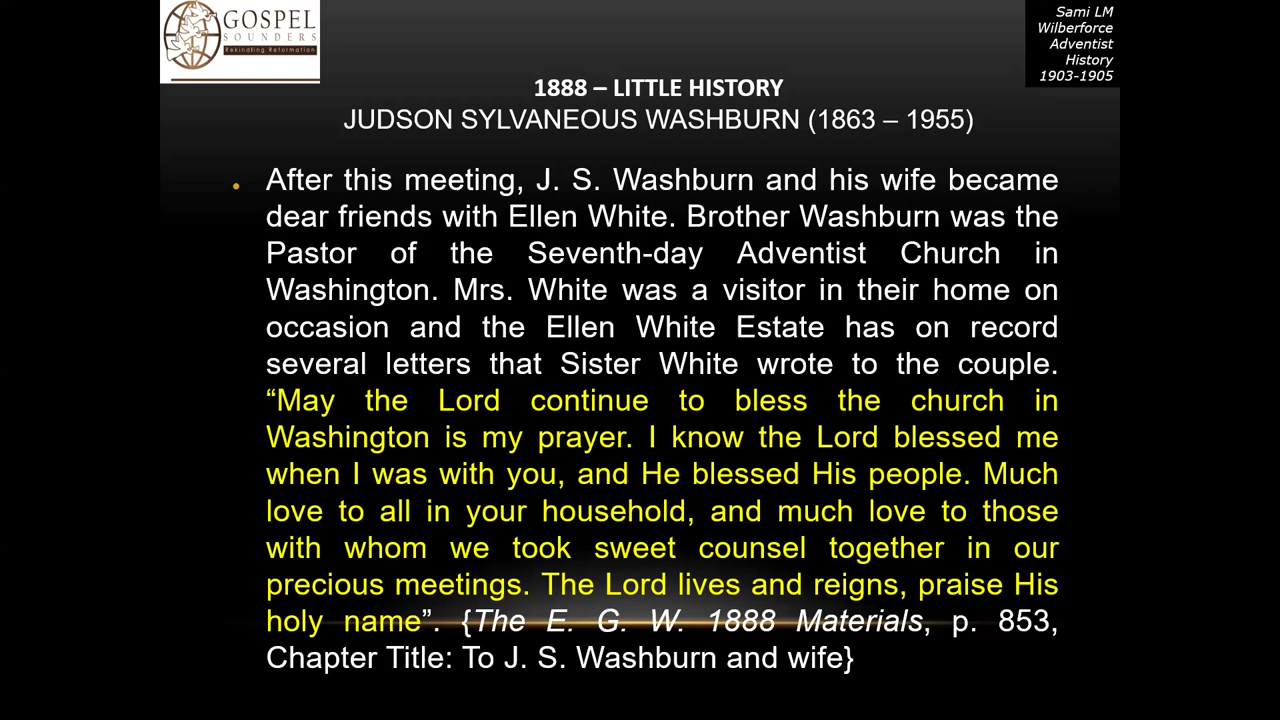 GOSPEL
SOUNDERS
Rekindling Reformation
Sami LM
Wilberforce
Adventist
History
1903-1905
1888 – LITTLE HISTORY
JUDSON SYLVANEOUS WASHBURN (1863 – 1955)
• After this meeting, J. S. Washburn and his wife became
dear friends with Ellen White. Brother Washburn was the
Pastor of the Seventh-day Adventist Church in
Washington. Mrs. White was a visitor in their home on
occasion and the Ellen White Estate has on record
several letters that Sister White wrote to the couple.
“May the Lord continue to bless the church in
Washington is my prayer. I know the Lord blessed me
when I was with you, and He blessed His people. Much
love to all in your household, and much love to those
with whom we took sweet counsel together in our
precious meetings. The Lord lives and reigns, praise His
holy name”. {The E. G. W. 1888 Materials, p. 853,
Chapter Title: To J. S. Washburn and wife}